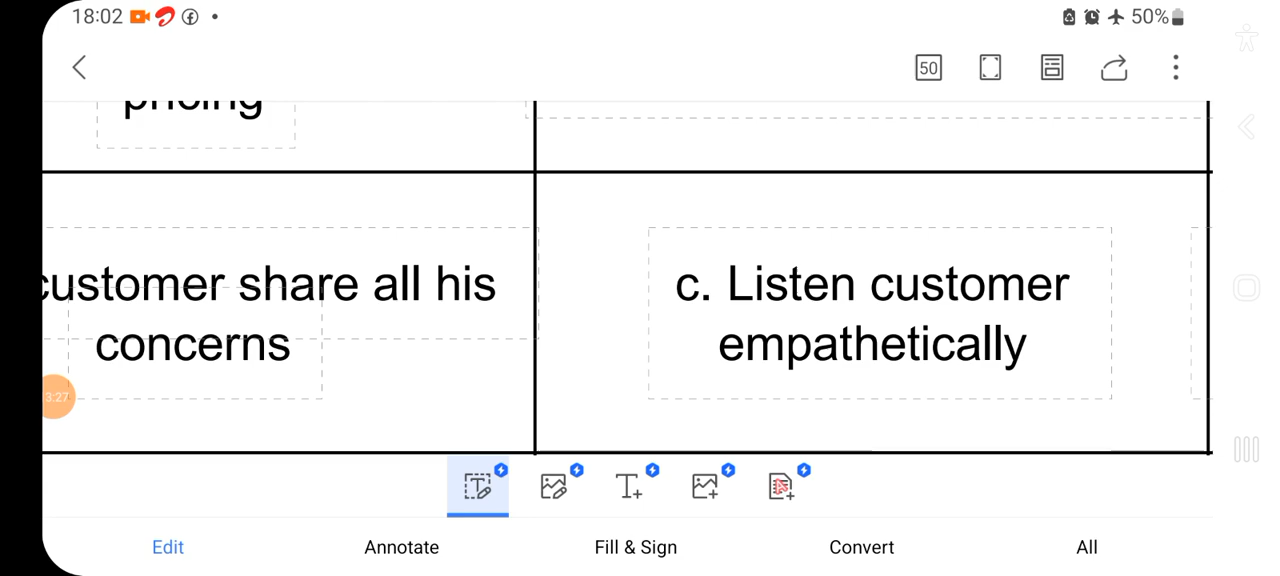 18:02
50%
50
pricing
customer share all his
concerns
c. Listen customer
empathetically
3:27
Edit
Annotate
Fill & Sign
Convert
All